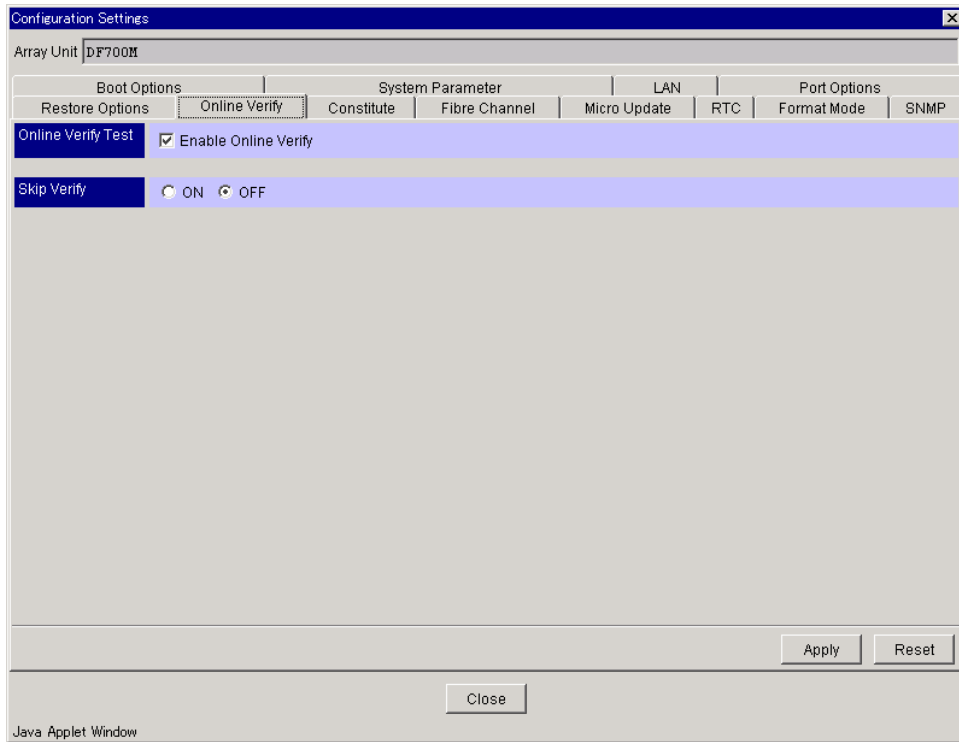 Configuration Settings
Array Unit DF700M
Boot Options System Parameter LAN Port Options
Restore Options Online Verify Constitute Fibre Channel Micro Update RTC Format Mode SNMP
Online Verify Test Enable Online Verify
Skip Verify ON OFF
Apply Reset
Close
Java Applet Window